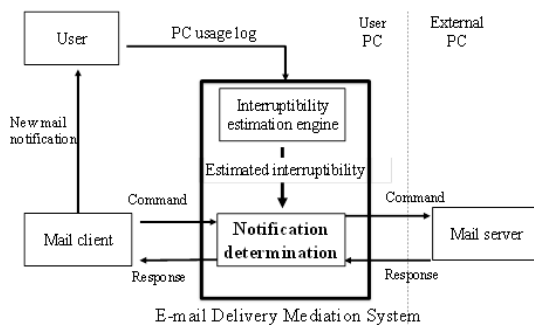 User
PC usage log
User
PC
External
PC
Interruptibility
estimation engine
New mail
notification
Estimated interruptibility
Command
Command
Mail client
Notification
determination
Mail server
Response
Response
E-mail Delivery Mediation System